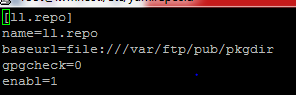 [ll.repo]
name=ll.repo
baseurl=file:///var/ftp/pub/pkgdir
gpgcheck=0
enabl=1